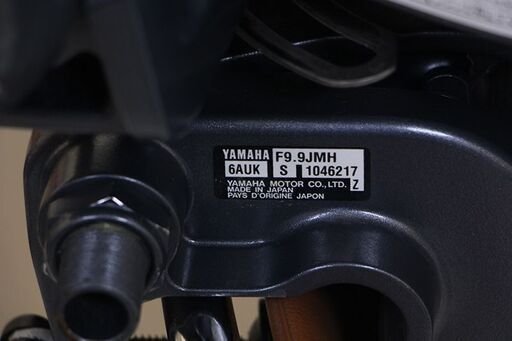 YAMAHA F9.9JMH
6AUK S 1046217
YAMAHA MOTOR CO.,LTD. Z
MADE IN JAPAN
PAYS D'ORIGINE JAPON